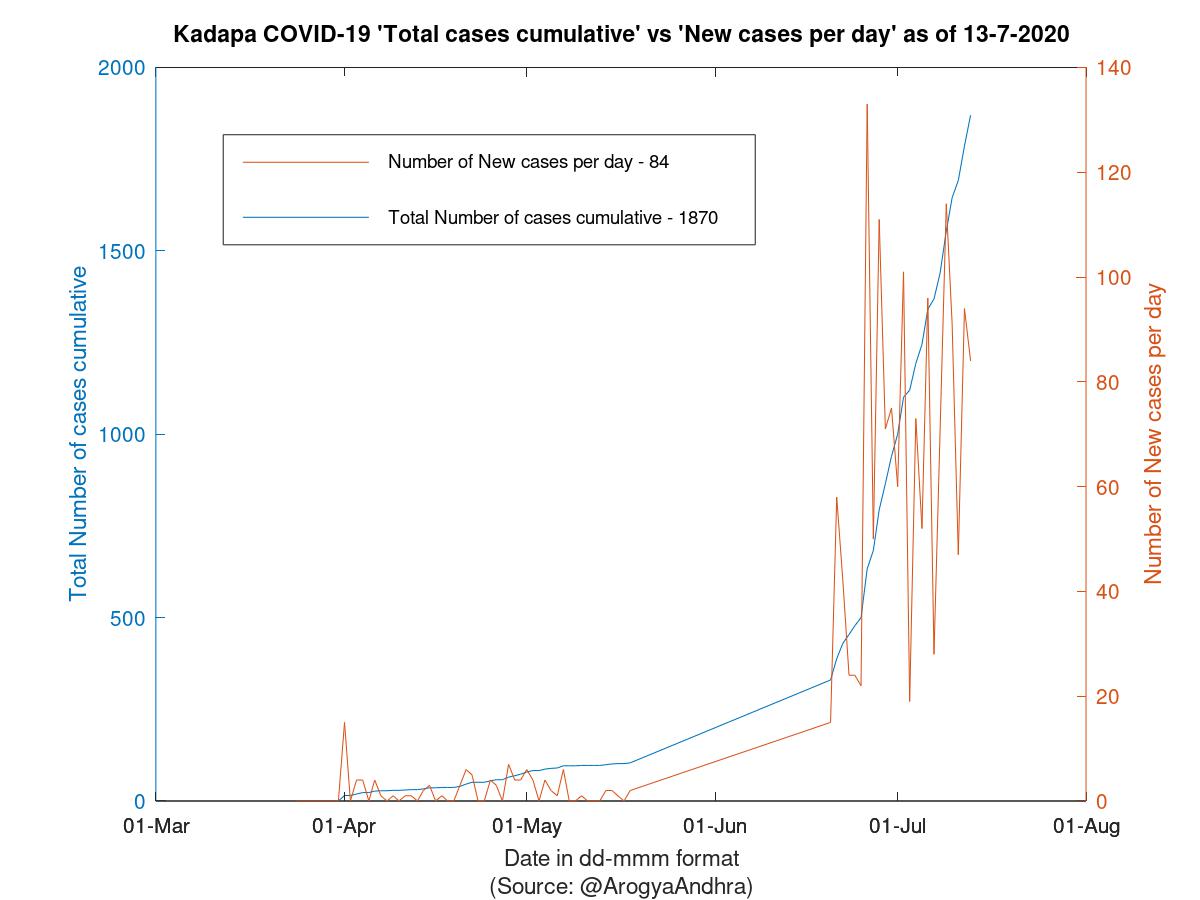 Kadapa COVID-19 'Total cases cumulative' vs 'New cases per day' as of 13-7-2020
2000
1500
1000
500
0
Total Number of cases cumulative
Number of New cases per day - 84
Total Number of cases cumulative - 1870
140
120
100
80
60
40
20
0
Number of New cases per day
01-Mar 01-Apr 01-May 01-Jun 01-Jul 01-Aug
Date in dd-mmm format
(Source: @ArogyaAndhra)